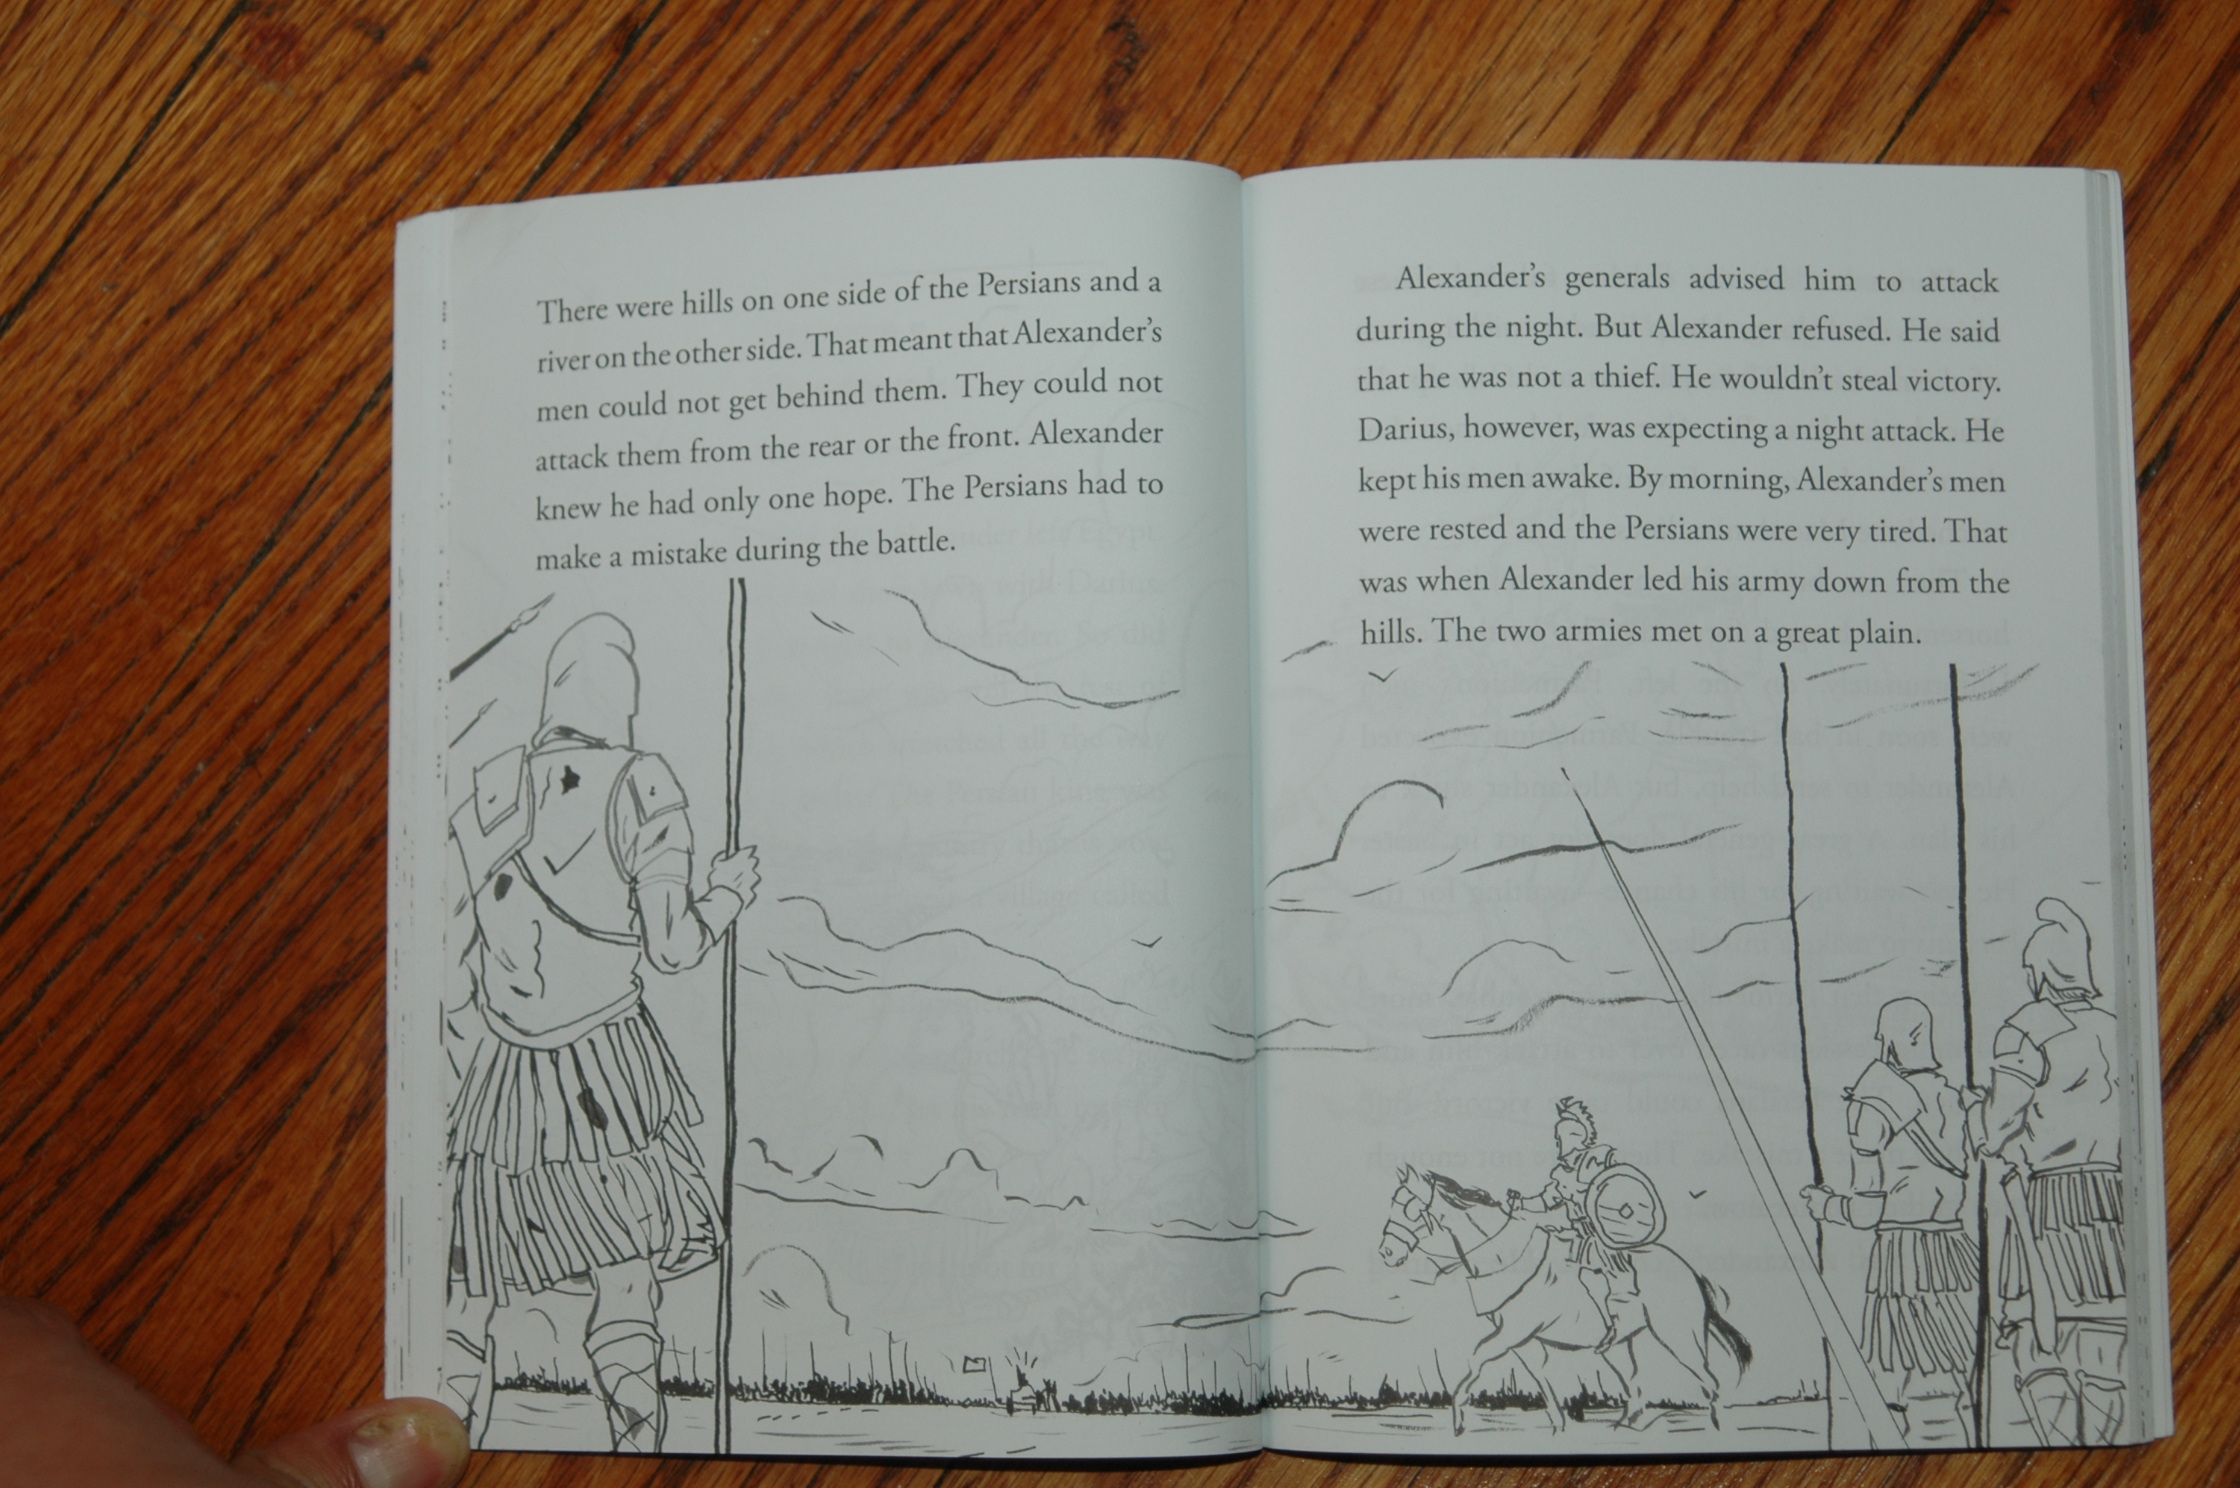 There were hills on one side of the Persians and a
river on the other side. That meant that Alexander's
men could not get behind them. They could not
attack them from the rear or the front. Alexander
knew he had only one hope. The Persians had to
make a mistake during the battle.
Alexander's generals advised him to attack
during the night. But Alexander refused. He said
that he was not a thief. He wouldn't steal victory.
Darius, however, was expecting a night attack. He
kept his men awake. By morning, Alexander's men
were rested and the Persians were very tired. That
was when Alexander led his army down from the
hills. The two armies met on a great plain.